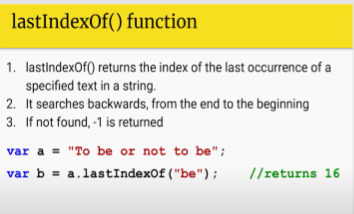 lastIndexOf() function
1. lastIndexOf() returns the index of the last occurrence of a
specified text in a string.
2. It searches backwards, from the end to the beginning
3. If not found, -1 is returned
var a = "To be or not to be";
var b = a.lastIndexOf("be"); //returns 16